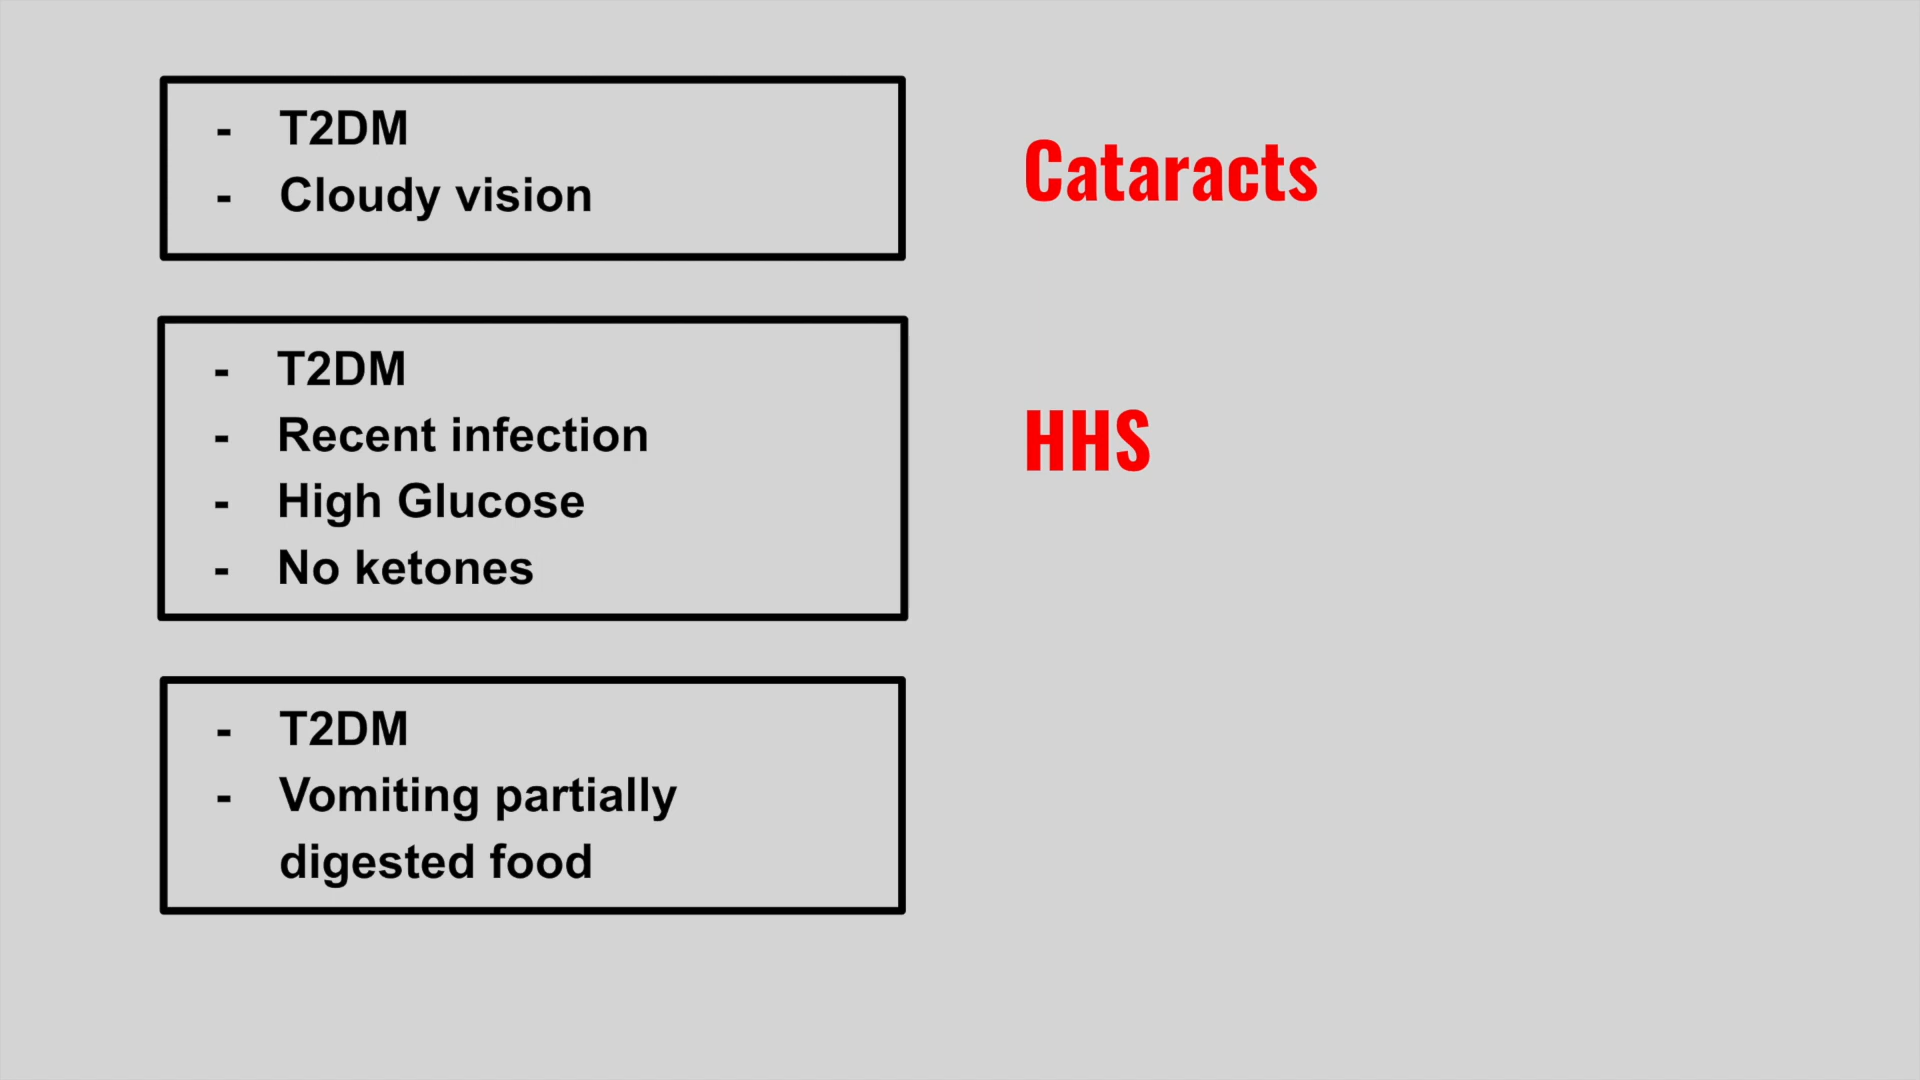 - T2DM
- Cloudy vision
Cataracts
- T2DM
- Recent infection
- High Glucose
- No ketones
HHS
- T2DM
- Vomiting partially
digested food